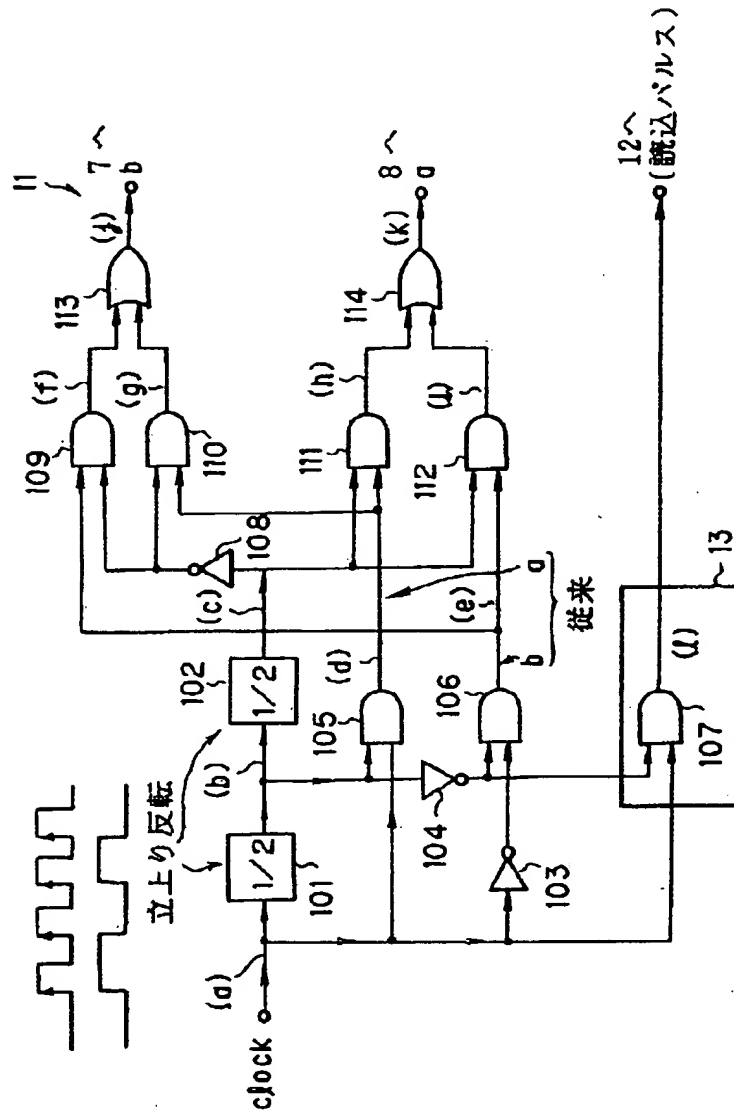 11
7へ
b
(j)
113
(f)
(g)
109
110
8へ
a
(k)
114
(h)
(i)
111
112
108
(c)
a
(e)
b
従来
102
1/2
(d)
105
106
立上り反転
(b)
1/2
101
104
103
(a)
clock
12へ
(読込パルス)
13
(l)
107